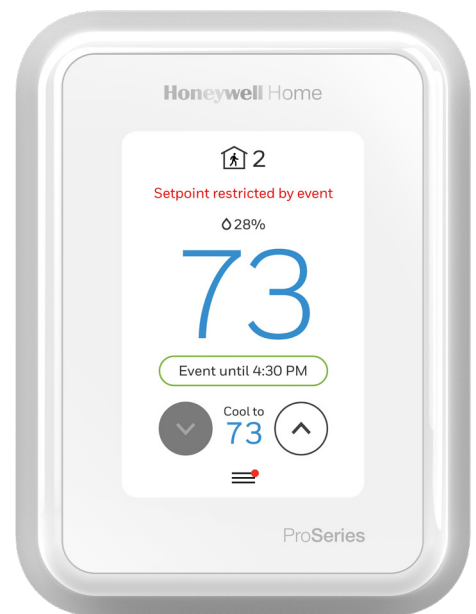 Honeywell Home
2
Setpoint restricted by event
28%
73
Event until 4:30 PM
Cool to
73
ProSeries